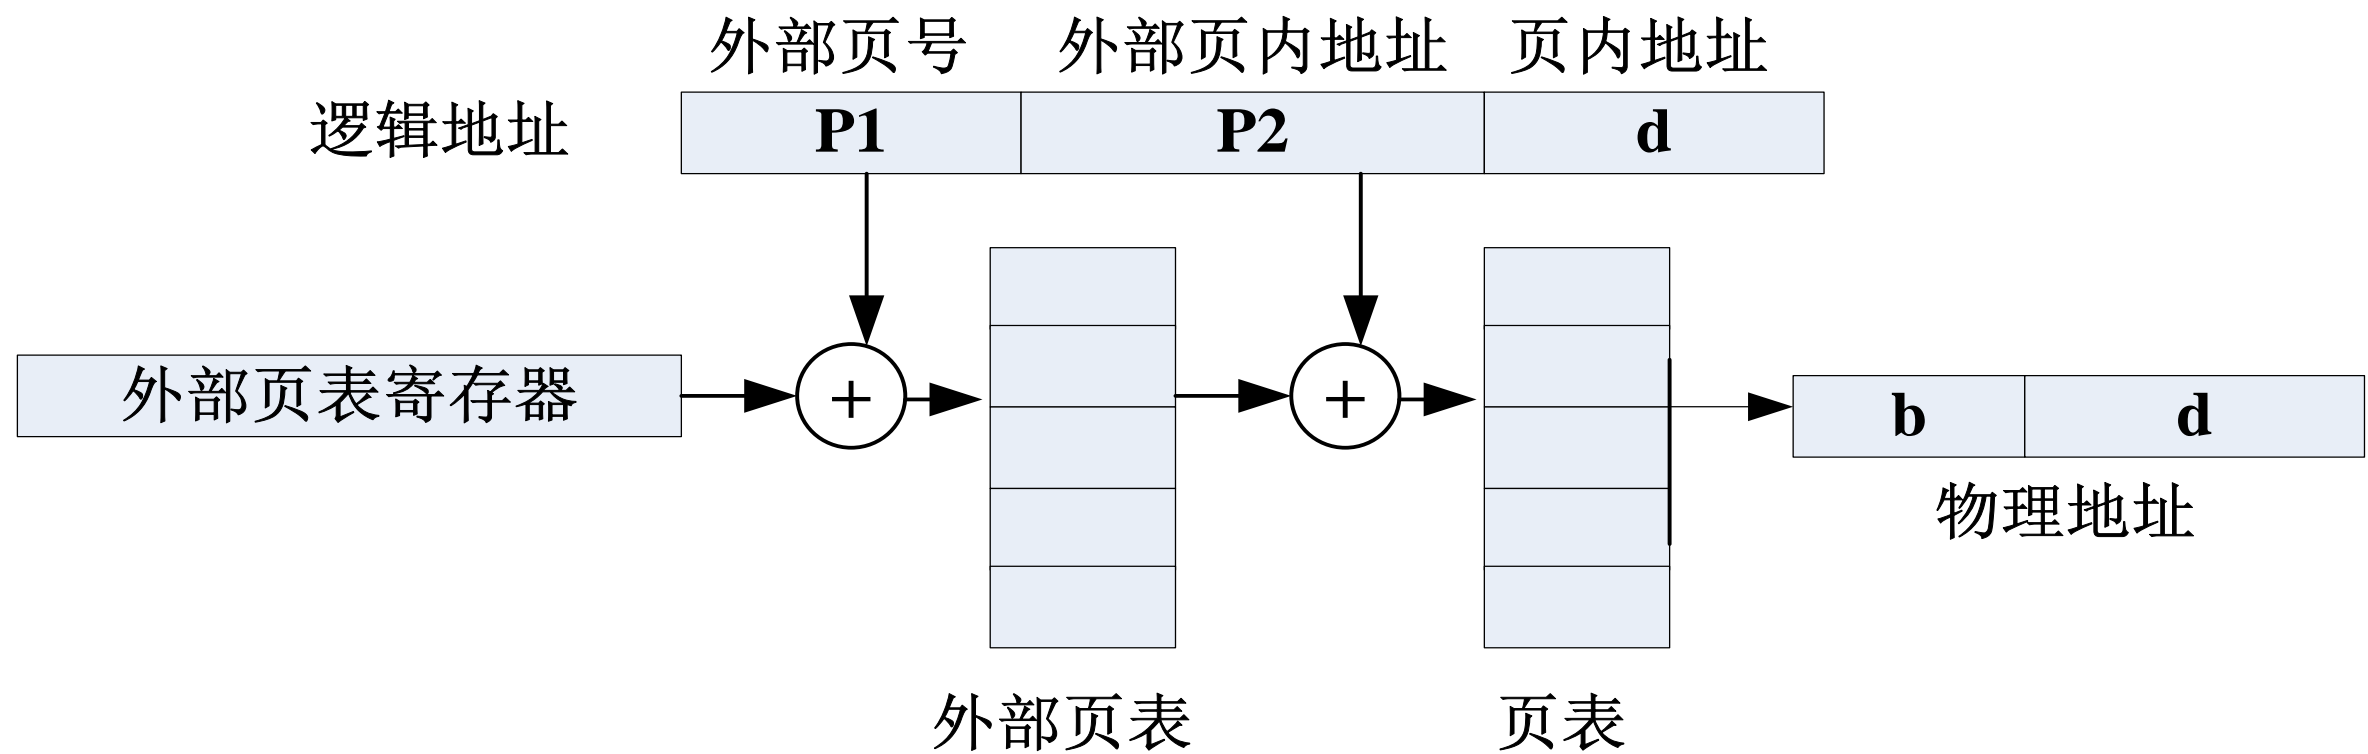 外部页号 外部页内地址 页内地址
逻辑地址 P1 P2 d
外部页表寄存器 + + b d
物理地址
外部页表 页表